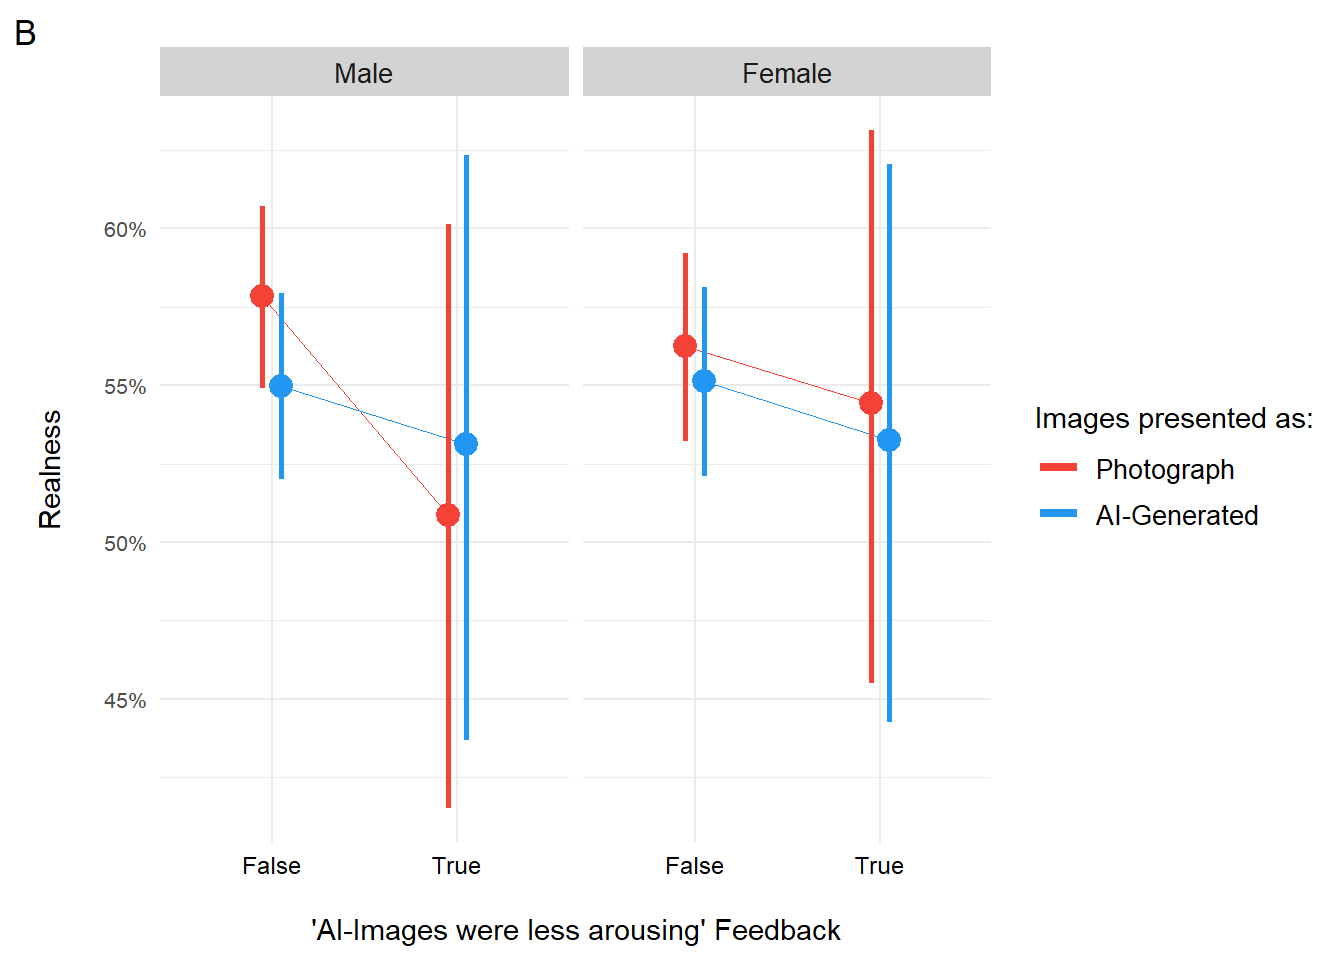 B
Male
Female
60%
55%
50%
45%
Realness
False
True
False
True
'AI-Images were less arousing' Feedback
Images presented as:
Photograph
AI-Generated